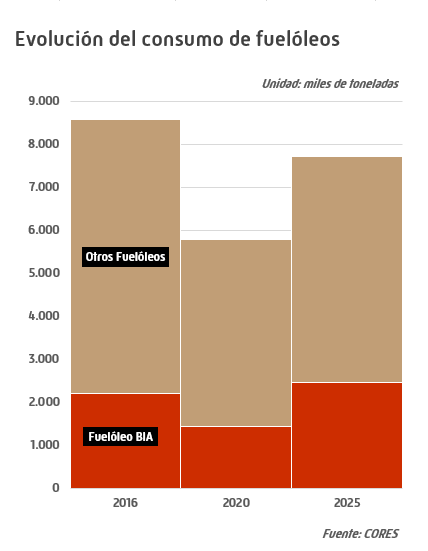 Evolución del consumo de fuelóleos
Unidad: miles de toneladas
9.000
8.000
7.000
6.000
Otros Fuelóleos
5.000
4.000
3.000
2.000
Fuelóleo BIA
1.000
0
2016 2020 2025
Fuente: CORES